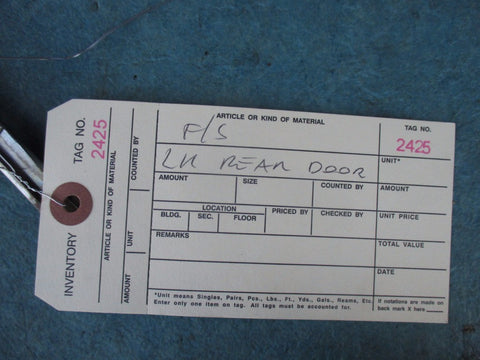 ARTICLE OR KIND OF MATERIAL
F/S
LH REAR DOOR
AMOUNT SIZE COUNTED BY
LOCATION
BLDG. SEC. FLOOR PRICED BY CHECKED BY
REMARKS
*Unit means Singles, Pairs, Pcs., Lbs., Ft., Yds., Gals., Reams, Etc.
Enter only one item on tag. All tags must be accounted for.
TAG NO.
2425
UNIT*
AMOUNT
UNIT PRICE
TOTAL VALUE
DATE
If notations are made on
back mark X here
INVENTORY TAG NO. 2425
ARTICLE OR KIND OF MATERIAL
AMOUNT UNIT COUNTED BY